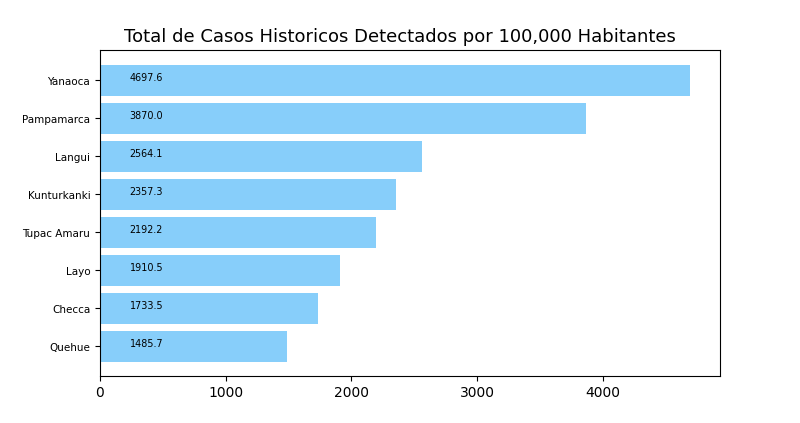 Total de Casos Historicos Detectados por 100,000 Habitantes
Yanaoca 4697.6
Pampamarca 3870.0
Langui 2564.1
Kunturkanki 2357.3
Tupac Amaru 2192.2
Layo 1910.5
Checca 1733.5
Quehue 1485.7
0 1000 2000 3000 4000